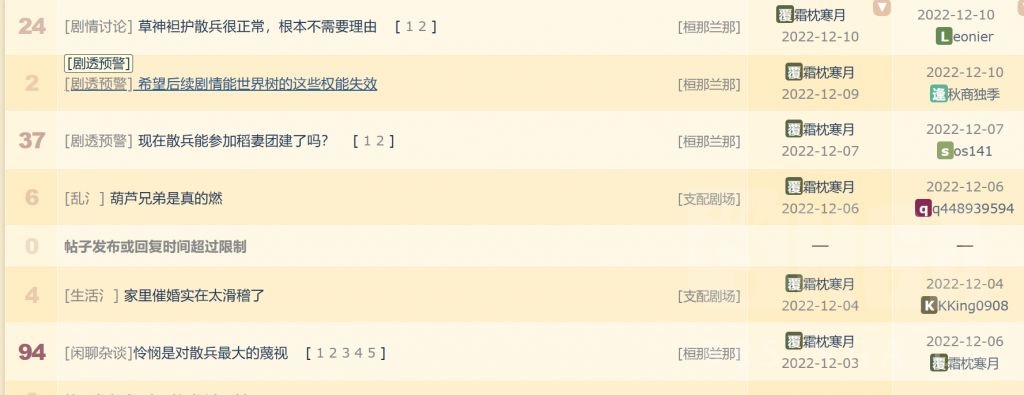 24 [剧情讨论] 草神袒护散兵很正常，根本不需要理由 [ 1 2 ] [桓那兰那] 覆霜枕寒月 2022-12-10 2022-12-10 Leonier
[剧透预警]
2 [剧透预警] 希望后续剧情能世界树的这些权能失效 [桓那兰那] 覆霜枕寒月 2022-12-09 2022-12-10 逢秋商独季
37 [剧透预警] 现在散兵能参加稻妻团建了吗？ [ 1 2 ] [桓那兰那] 覆霜枕寒月 2022-12-07 2022-12-07 sos141
6 [乱氵] 葫芦兄弟是真的燃 [支配剧场] 覆霜枕寒月 2022-12-06 2022-12-06 qq448939594
0 帖子发布或回复时间超过限制 — —
4 [生活氵] 家里催婚实在太滑稽了 [支配剧场] 覆霜枕寒月 2022-12-04 2022-12-04 KKing0908
94 [闲聊杂谈]怜悯是对散兵最大的蔑视 [ 1 2 3 4 5 ] [桓那兰那] 覆霜枕寒月 2022-12-03 2022-12-06 覆霜枕寒月